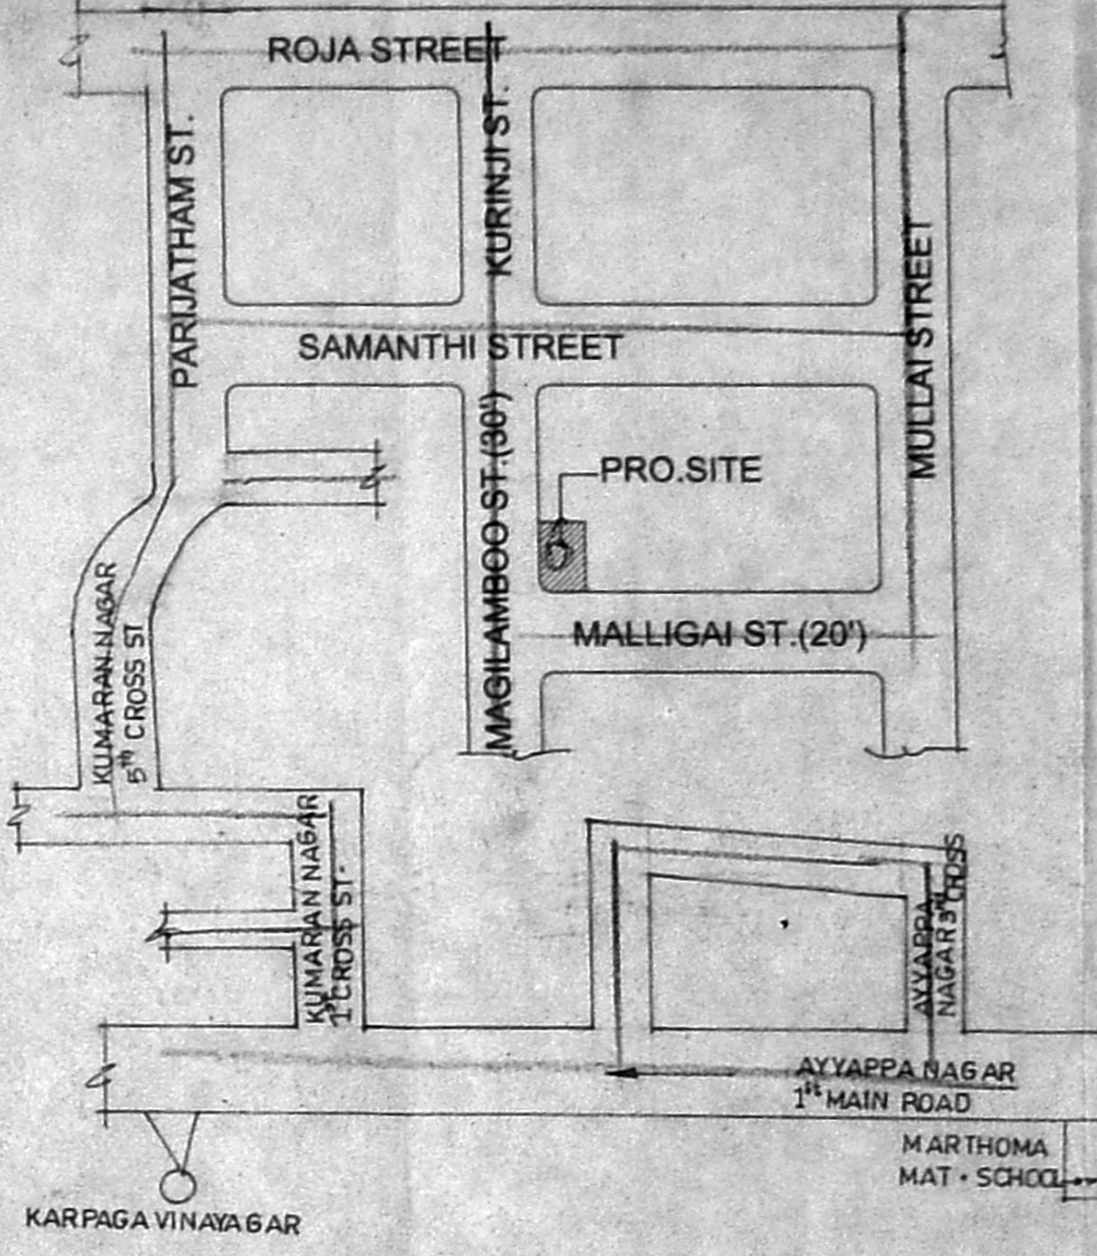 ROJA STREET
PARIJATHAM ST.
KURINJI ST.
MULLAI STREET
SAMANTHI STREET
MAGILAMBOO ST.(30')
PRO.SITE
MALLIGAI ST.(20')
KUMARAN NAGAR
5th CROSS ST
KUMARAN NAGAR
1st CROSS ST.
AYYAPPA
NAGAR 3rd CROSS
AYYAPPA NAGAR
1st MAIN ROAD
MARTHOMA
MAT. SCHOOL
KARPAGA VINAYAGAR